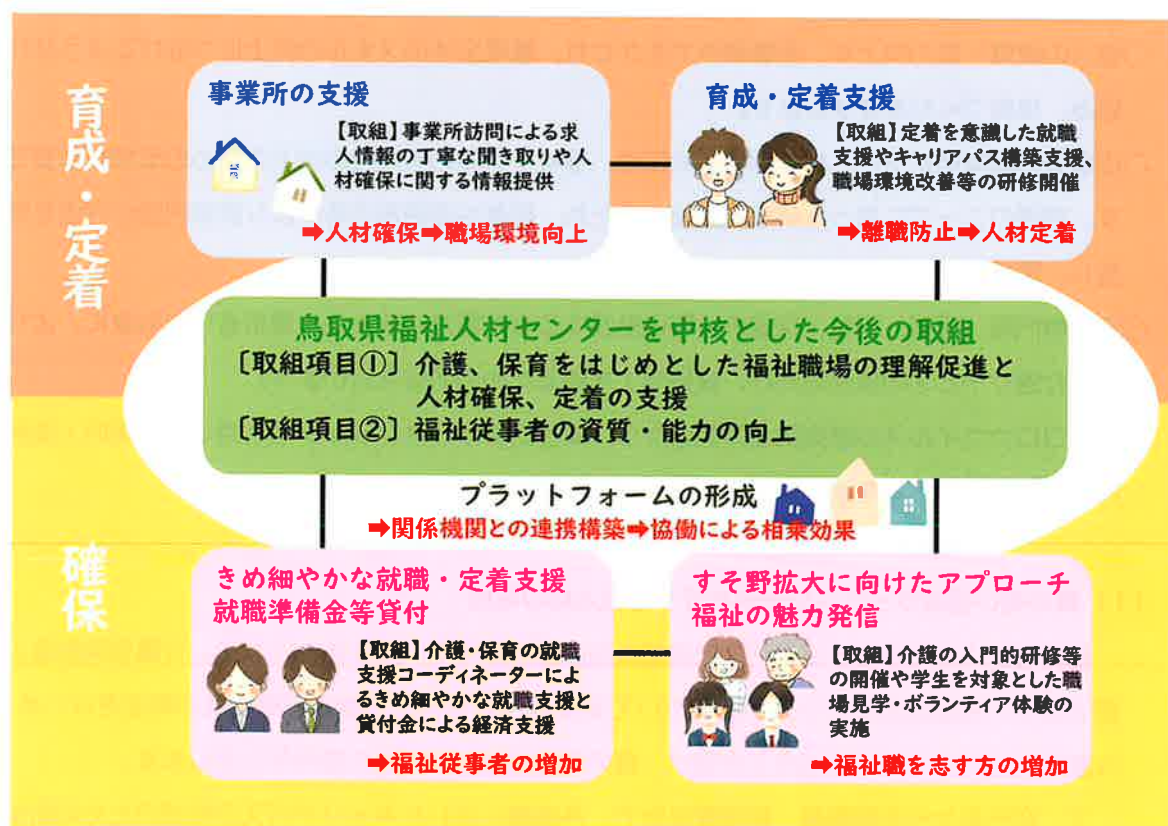 育成・定着
事業所の支援
【取組】事業所訪問による求
人情報の丁寧な聞き取りや人
材確保に関する情報提供
➡人材確保➡職場環境向上
育成・定着支援
【取組】定着を意識した就職
支援やキャリアパス構築支援、
職場環境改善等の研修開催
➡離職防止➡人材定着
鳥取県福祉人材センターを中核とした今後の取組
〔取組項目①〕介護、保育をはじめとした福祉職場の理解促進と
人材確保、定着の支援
〔取組項目②〕福祉従事者の資質・能力の向上
プラットフォームの形成
➡関係機関との連携構築➡協働による相乗効果
確保
きめ細やかな就職・定着支援
就職準備金等貸付
【取組】介護・保育の就職
支援コーディネーターによ
るきめ細やかな就職支援と
貸付金による経済支援
➡福祉従事者の増加
すそ野拡大に向けたアプローチ
福祉の魅力発信
【取組】介護の入門的研修等
の開催や学生を対象とした職
場見学・ボランティア体験の
実施
➡福祉職を志す方の増加